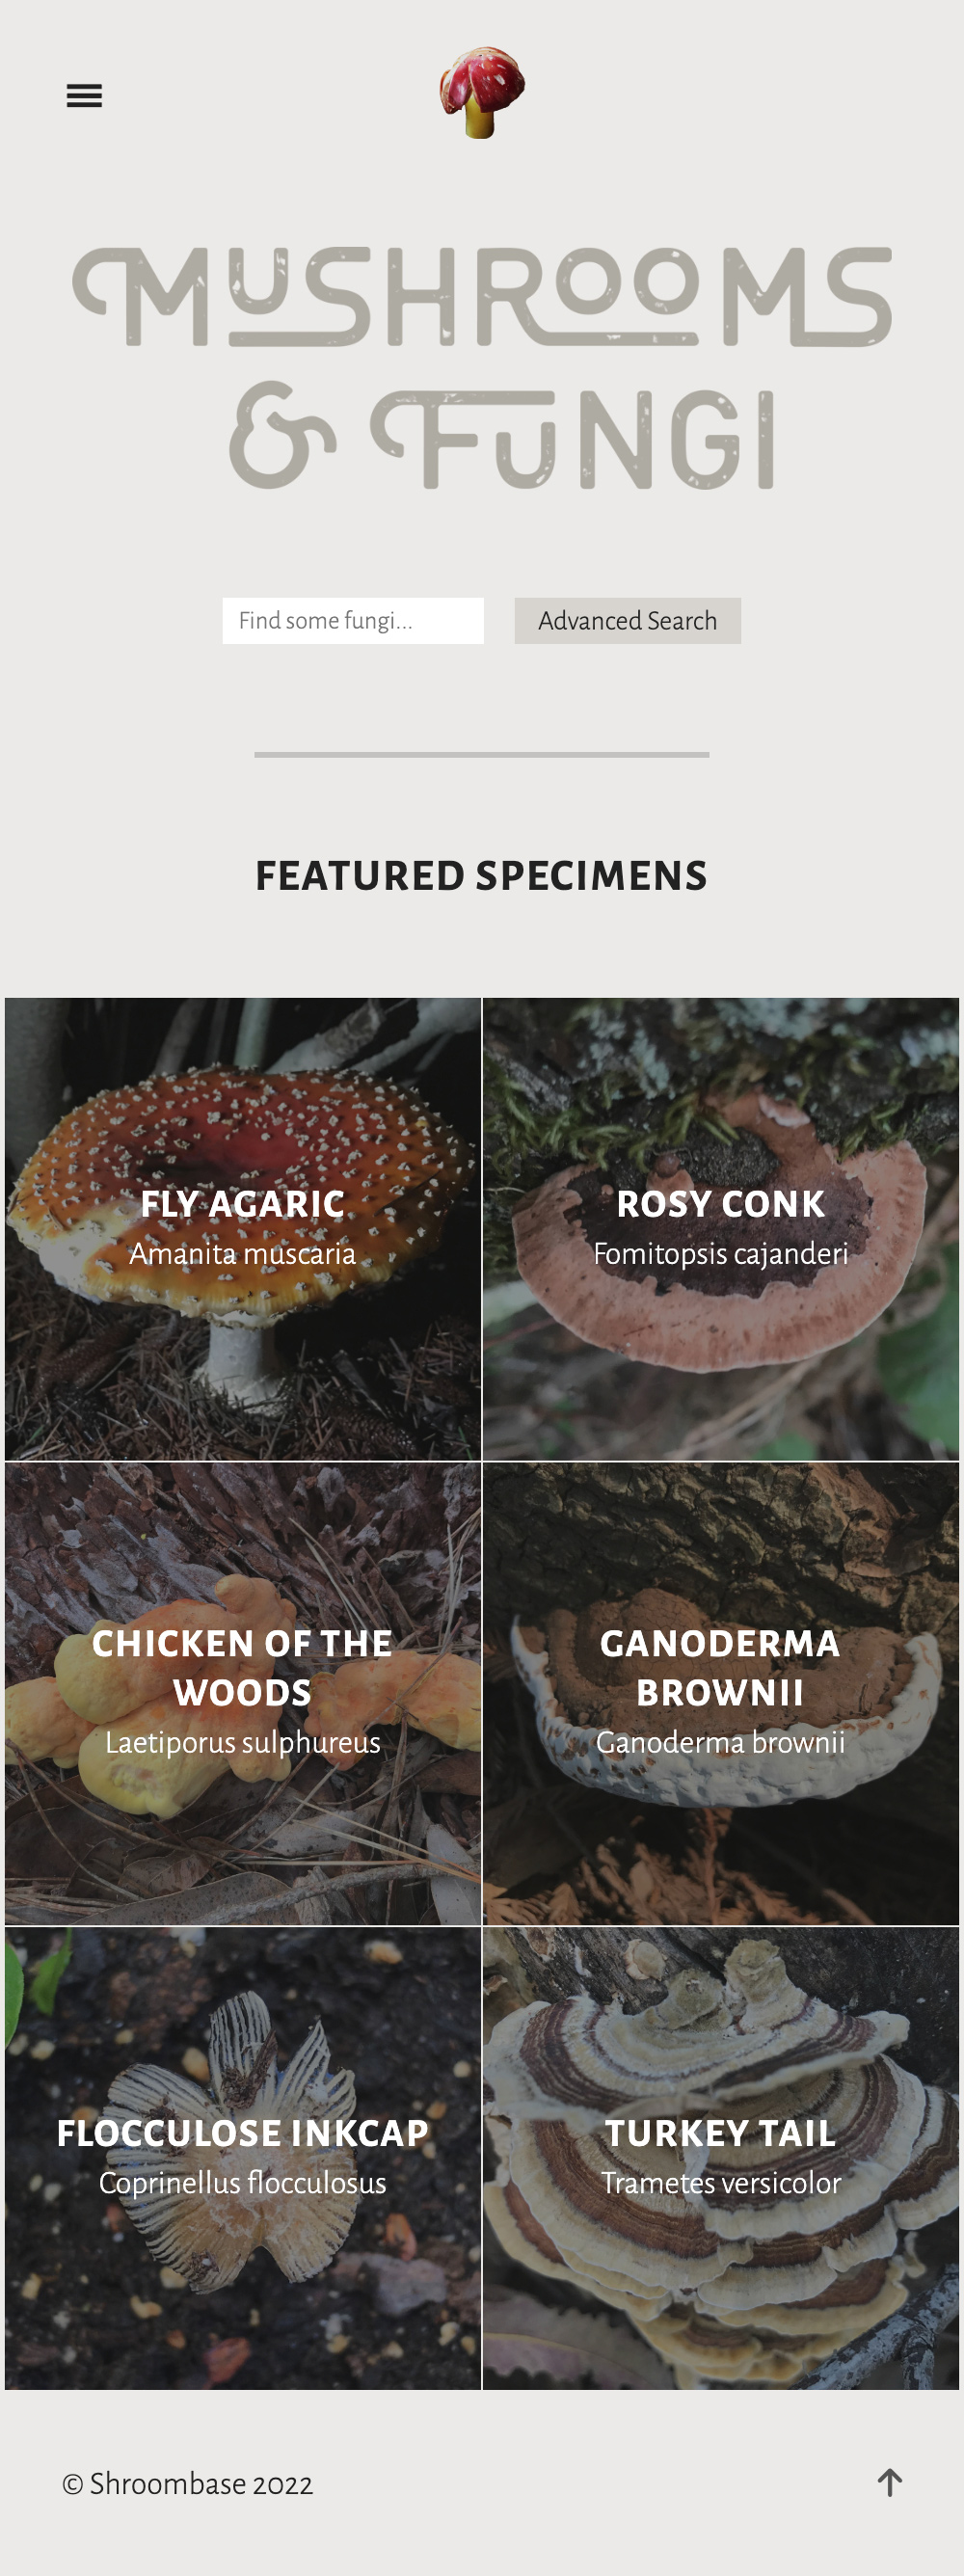 MUSHROOMS
& FUNGI
Find some fungi...
Advanced Search
FEATURED SPECIMENS
FLY AGARIC
Amanita muscaria
ROSY CONK
Fomitopsis cajanderi
CHICKEN OF THE
WOODS
Laetiporus sulphureus
GANODERMA
BROWNII
Ganoderma brownii
FLOCCULOSE INKCAP
Coprinellus flocculosus
TURKEY TAIL
Trametes versicolor
© Shroombase 2022